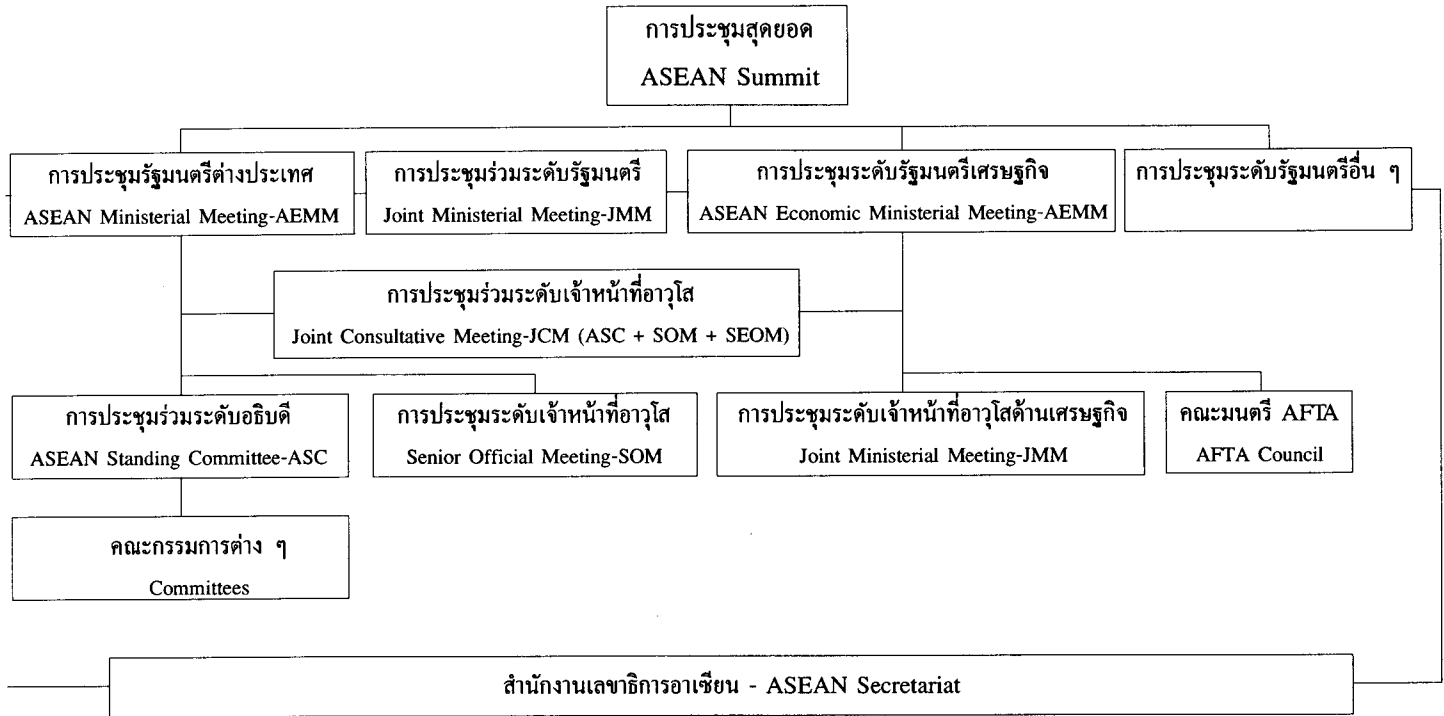 การประชุมสุดยอด
ASEAN Summit
การประชุมรัฐมนตรีต่างประเทศ
ASEAN Ministerial Meeting-AEMM
การประชุมร่วมระดับรัฐมนตรี
Joint Ministerial Meeting-JMM
การประชุมระดับรัฐมนตรีเศรษฐกิจ
ASEAN Economic Ministerial Meeting-AEMM
การประชุมระดับรัฐมนตรีอื่น ๆ
การประชุมร่วมระดับเจ้าหน้าที่อาวุโส
Joint Consultative Meeting-JCM (ASC + SOM + SEOM)
การประชุมร่วมระดับอธิบดี
ASEAN Standing Committee-ASC
การประชุมระดับเจ้าหน้าที่อาวุโส
Senior Official Meeting-SOM
การประชุมระดับเจ้าหน้าที่อาวุโสด้านเศรษฐกิจ
Joint Ministerial Meeting-JMM
คณะมนตรี AFTA
AFTA Council
คณะกรรมการต่าง ๆ
Committees
สำนักงานเลขาธิการอาเซียน - ASEAN Secretariat